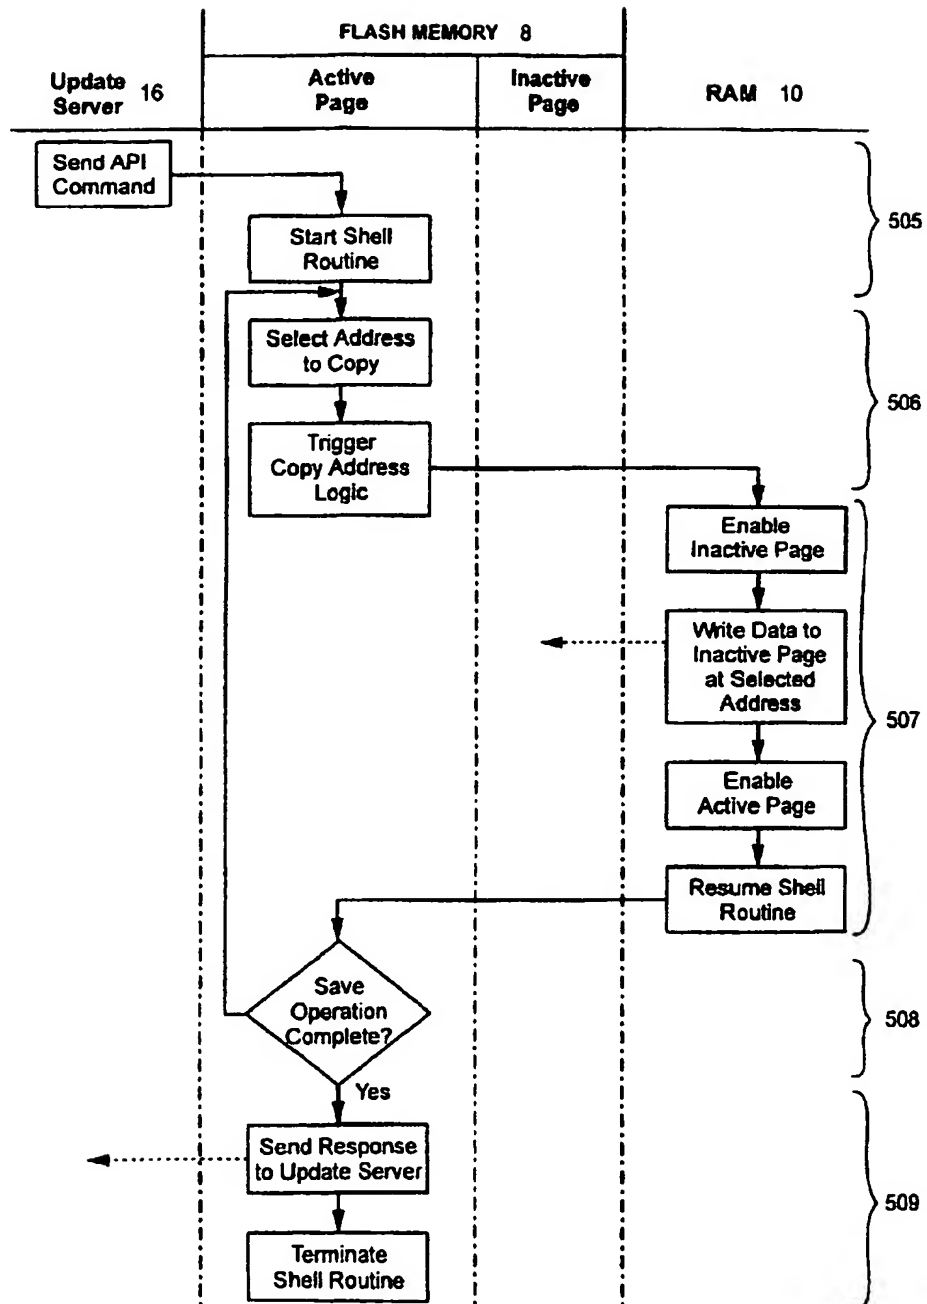 FLASH MEMORY 8
Update
Server 16
Active
Page
Inactive
Page
RAM 10
Send API
Command
505
Start Shell
Routine
Select Address
to Copy
506
Trigger
Copy Address
Logic
Enable
Inactive Page
Write Data to
Inactive Page
at Selected
Address
507
Enable
Active Page
Resume Shell
Routine
Save
Operation
Complete?
508
Yes
Send Response
to Update Server
509
Terminate
Shell Routine